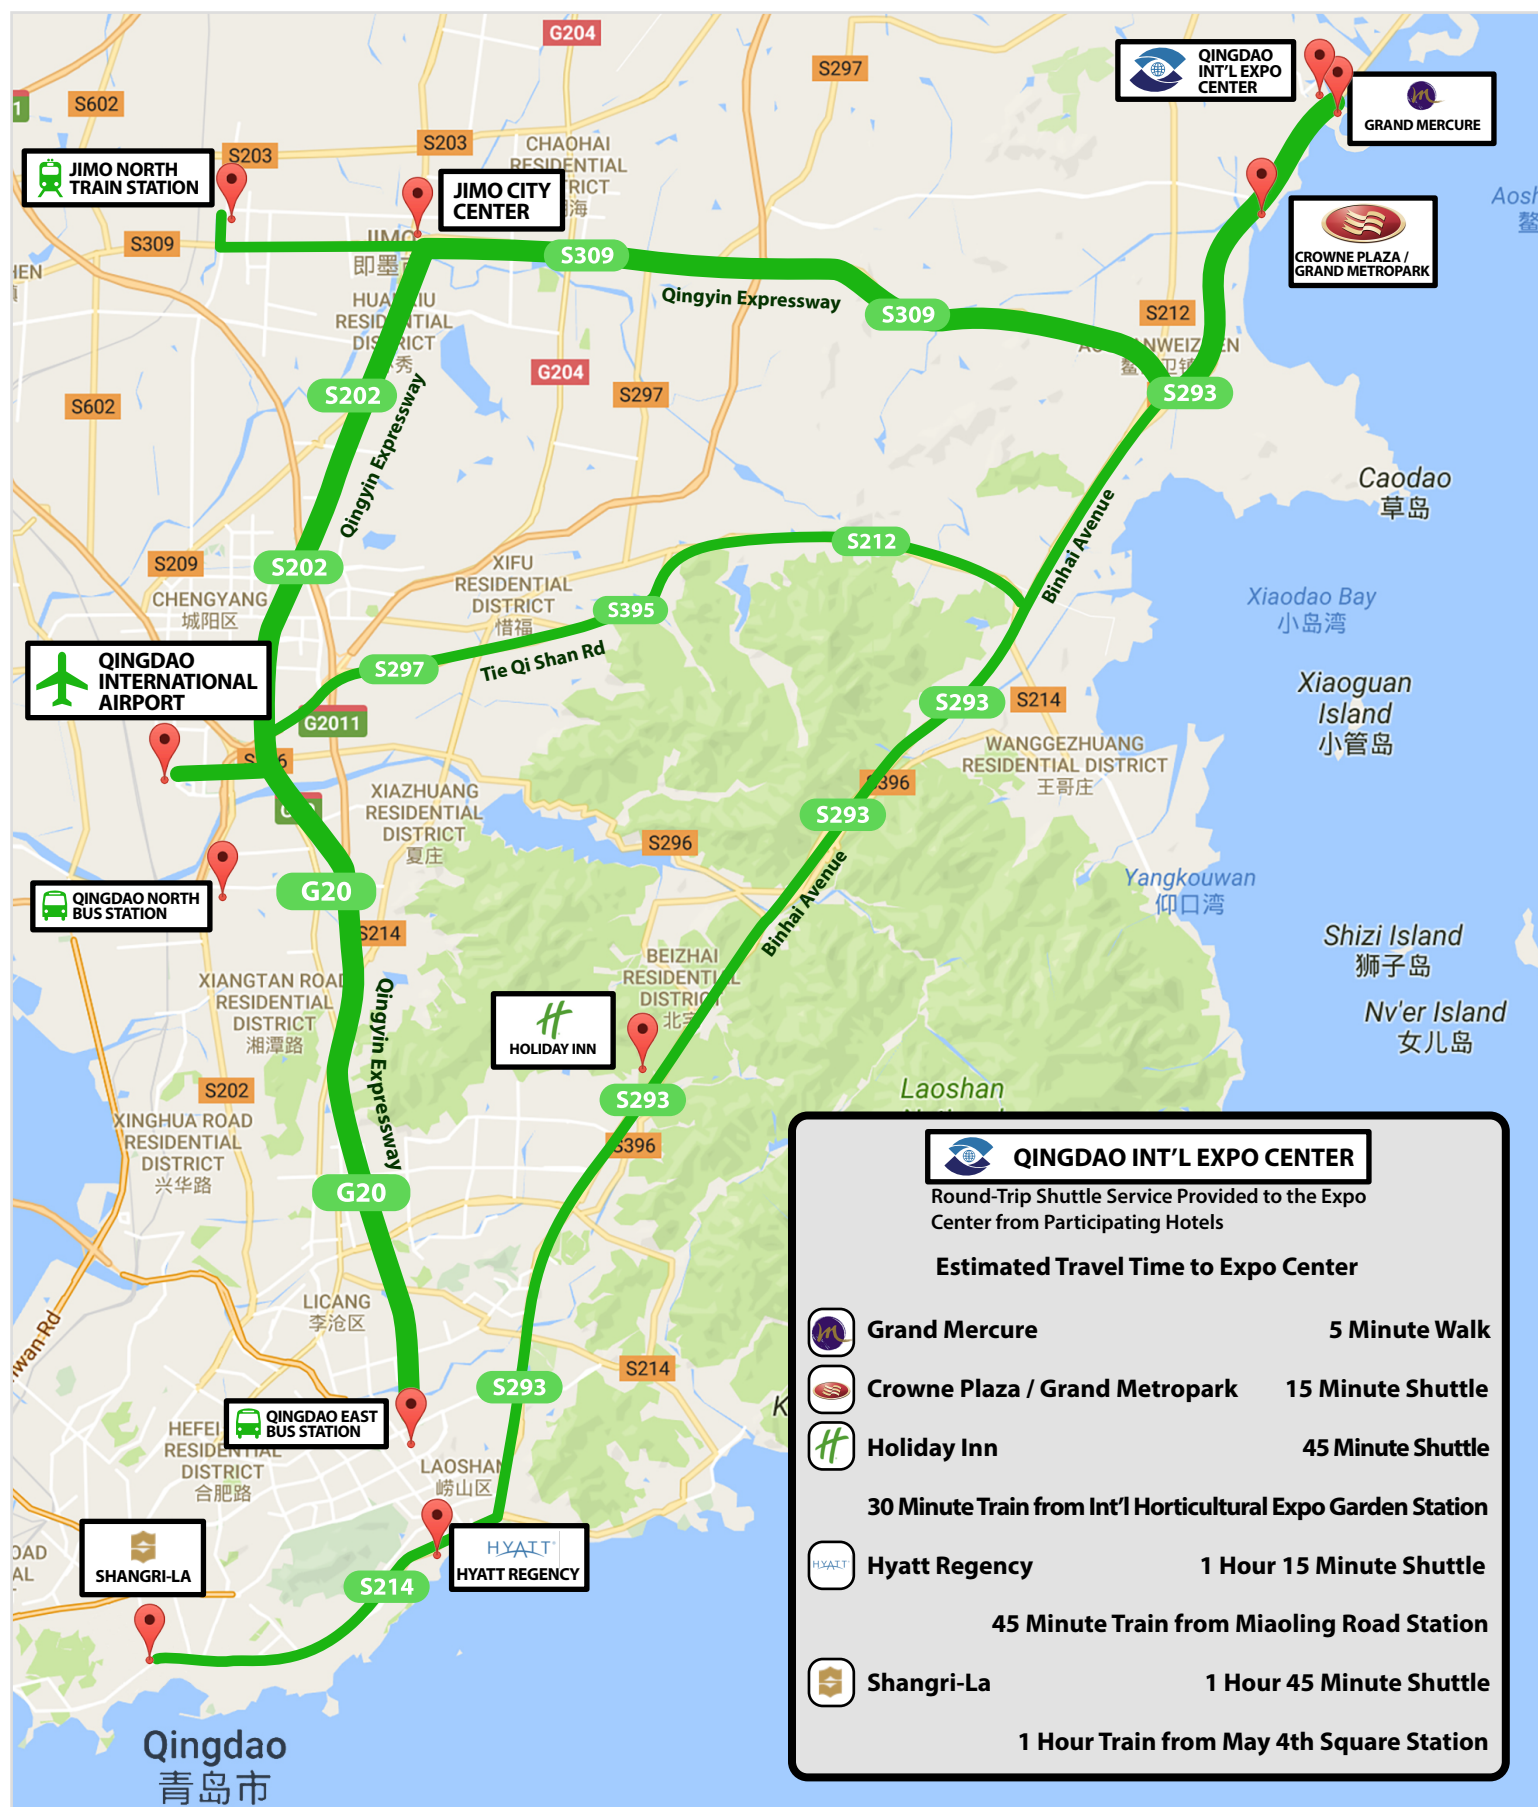 G204
S297
QINGDAO
INT'L EXPO
CENTER
GRAND MERCURE
S602
1
S203
S203
CHAOHAI
RESIDENTIAL
JIMO NORTH
TRAIN STATION
JIMO CITY
CENTER
S309
JIMO
即墨
S309
Qingyin Expressway
S309
CROWNE PLAZA /
GRAND METROPARK
S212
RESIDENTIAL
秀
S202
G204
S297
S602
S293
Qingyin Expressway
Caodao
草岛
Binhai Avenue
S212
S202
S209
CHENGYANG
城阳区
XIFU
RESIDENTIAL
DISTRICT
惜福
S395
Xiaodao Bay
小岛湾
QINGDAO
INTERNATIONAL
AIRPORT
S297
Tie Qi Shan Rd
G2011
S293
S214
Xiaoguan
Island
小管岛
WANGGEZHUANG
RESIDENTIAL DISTRICT
王哥庄
S396
S293
XIAZHUANG
RESIDENTIAL
DISTRICT
夏庄
S296
Binhai Avenue
Yangkouwan
仰口湾
G20
QINGDAO NORTH
BUS STATION
S214
Shizi Island
狮子岛
XIANGTAN ROAD
RESIDENTIAL
DISTRICT
湘潭路
Qingyin Expressway
BEIZHAI
RESIDENTIAL
DISTRICT
Nv'er Island
女儿岛
HOLIDAY INN
S293
S202
Laoshan
XINGHUA ROAD
RESIDENTIAL
DISTRICT
兴华路
S396
G20
QINGDAO INT'L EXPO CENTER
Round-Trip Shuttle Service Provided to the Expo
Center from Participating Hotels
Estimated Travel Time to Expo Center
Grand Mercure 5 Minute Walk
Crowne Plaza / Grand Metropark 15 Minute Shuttle
Holiday Inn 45 Minute Shuttle
30 Minute Train from Int'l Horticultural Expo Garden Station
HYATT Hyatt Regency 1 Hour 15 Minute Shuttle
45 Minute Train from Miaoling Road Station
Shangri-La 1 Hour 45 Minute Shuttle
1 Hour Train from May 4th Square Station
LICANG
李沧区
S293
S214
QINGDAO EAST
BUS STATION
RESIDENTIAL
DISTRICT
合肥路
LAOSHAN
崂山区
SHANGRI-LA
HYATT
HYATT REGENCY
S214
Qingdao
青岛市